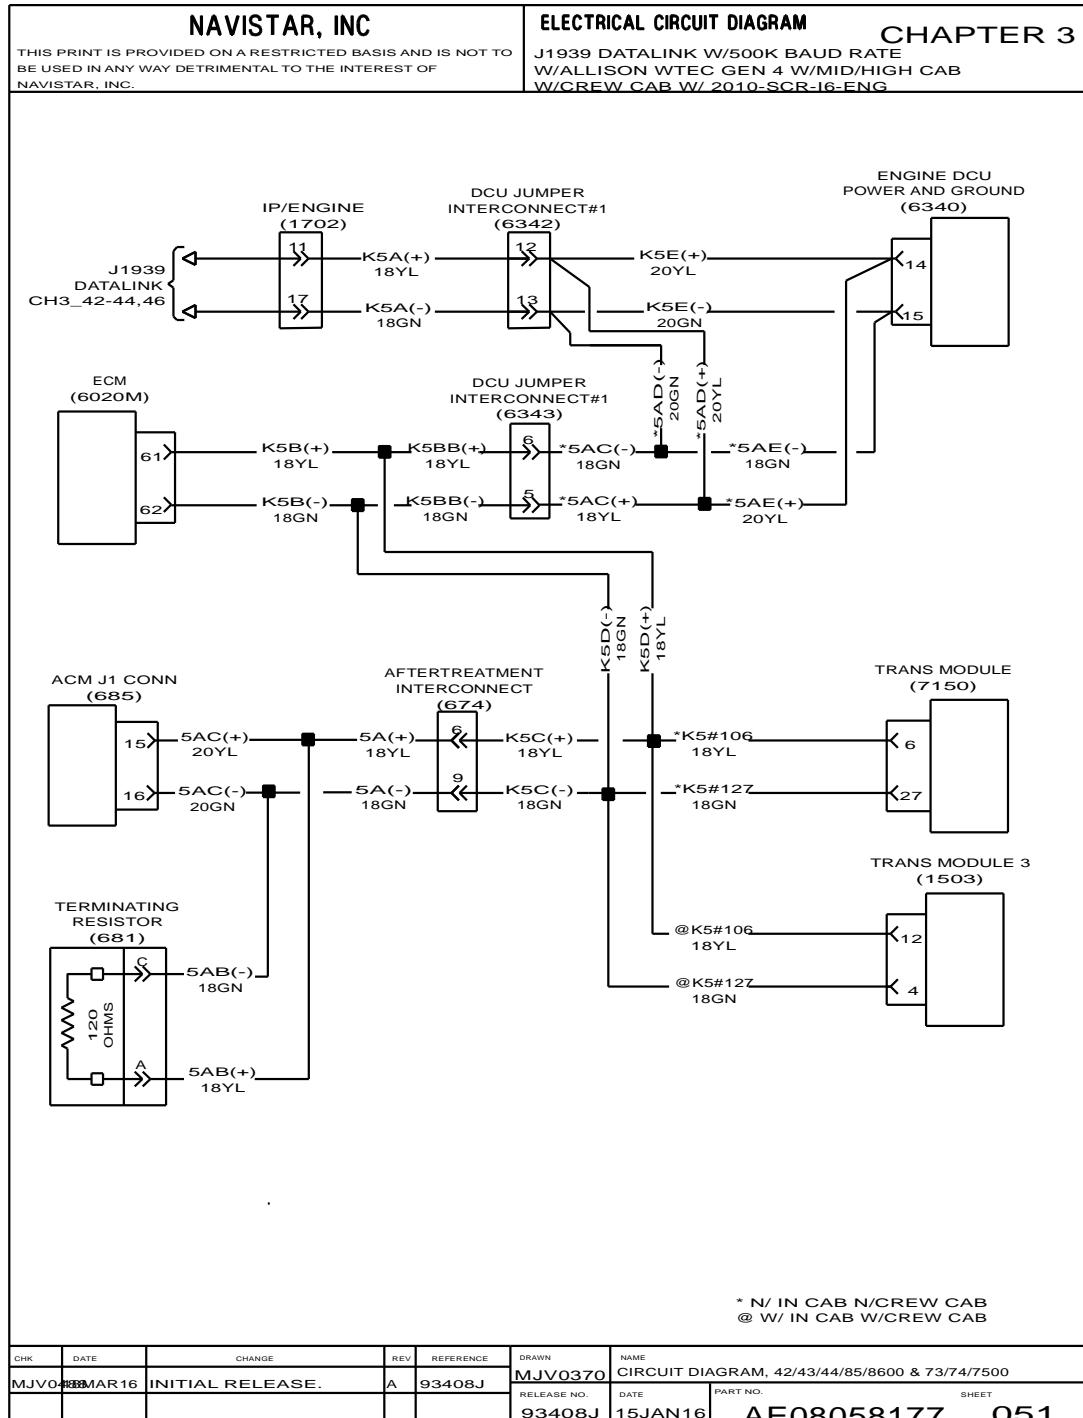 NAVISTAR, INC
THIS PRINT IS PROVIDED ON A RESTRICTED BASIS AND IS NOT TO
BE USED IN ANY WAY DETRIMENTAL TO THE INTEREST OF
NAVISTAR, INC.
ELECTRICAL CIRCUIT DIAGRAM
CHAPTER 3
J1939 DATALINK W/500K BAUD RATE
W/ALLISON WTEC GEN 4 W/MID/HIGH CAB
W/CREW CAB W/ 2010-SCR-I6-ENG
ENGINE DCU
POWER AND GROUND
(6340)
DCU JUMPER
INTERCONNECT#1
(6342)
IP/ENGINE
(1702)
11
K5A(+)
18YL
12
K5E(+)
20YL
14
J1939
DATALINK
CH3_42-44,46
17
K5A(-)
18GN
13
K5E(-)
20GN
15
*5AD(-)
20GN
*5AD(+)
20YL
ECM
(6020M)
DCU JUMPER
INTERCONNECT#1
(6343)
61
K5B(+)
18YL
K5BB(+)
18YL
6
*5AC(-)
18GN
*5AE(-)
18GN
62
K5B(-)
18GN
K5BB(-)
18GN
5
*5AC(+)
18YL
*5AE(+)
20YL
K5D(-)
18GN
K5D(+)
18YL
ACM J1 CONN
(685)
AFTERTREATMENT
INTERCONNECT
(674)
TRANS MODULE
(7150)
15
5AC(+)
20YL
5A(+)
18YL
6
K5C(+)
18YL
*K5#106
18YL
6
16
5AC(-)
20GN
5A(-)
18GN
9
K5C(-)
18GN
*K5#127
18GN
27
TRANS MODULE 3
(1503)
@K5#106
18YL
12
@K5#127
18GN
4
TERMINATING
RESISTOR
(681)
C
5AB(-)
18GN
120
OHMS
A
5AB(+)
18YL
* N/ IN CAB N/CREW CAB
@ W/ IN CAB W/CREW CAB
CHK DATE CHANGE REV REFERENCE
INITIAL RELEASE. A 93408J
DRAWN
MJV0370
NAME
CIRCUIT DIAGRAM, 42/43/44/85/8600 & 73/74/7500
RELEASE NO.
93408J
DATE
15JAN16
PART NO.
AE08058177
SHEET
051